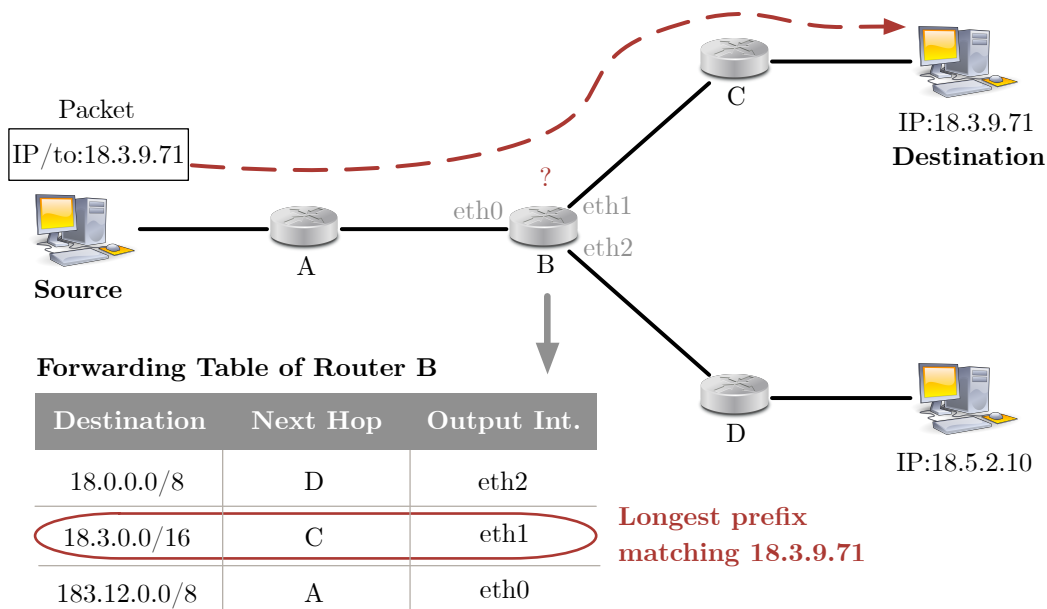 Packet
IP/to:18.3.9.71
Source
A
eth0
?
B
eth1
eth2
C
IP:18.3.9.71
Destination
D
IP:18.5.2.10
Forwarding Table of Router B
Destination Next Hop Output Int.
18.0.0.0/8 D eth2
18.3.0.0/16 C eth1
183.12.0.0/8 A eth0
Longest prefix
matching 18.3.9.71